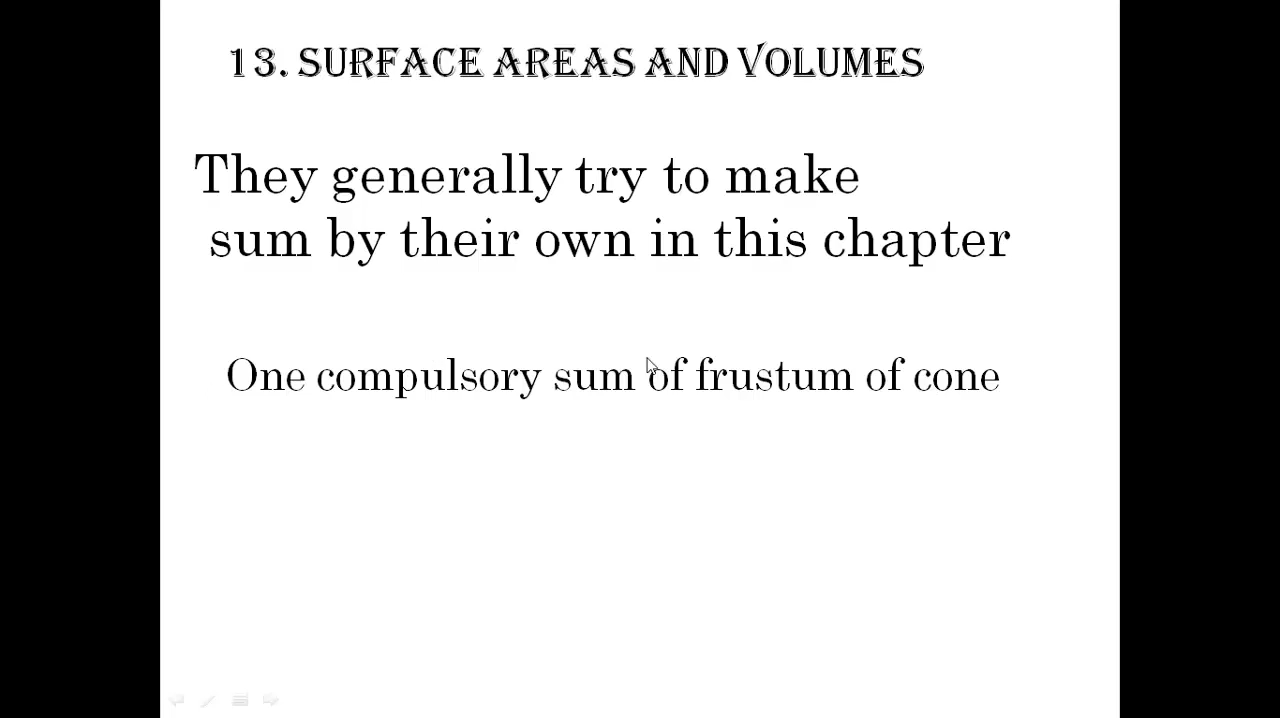 13. SURFACE AREAS AND VOLUMES
They generally try to make
sum by their own in this chapter
One compulsory sum of frustum of cone